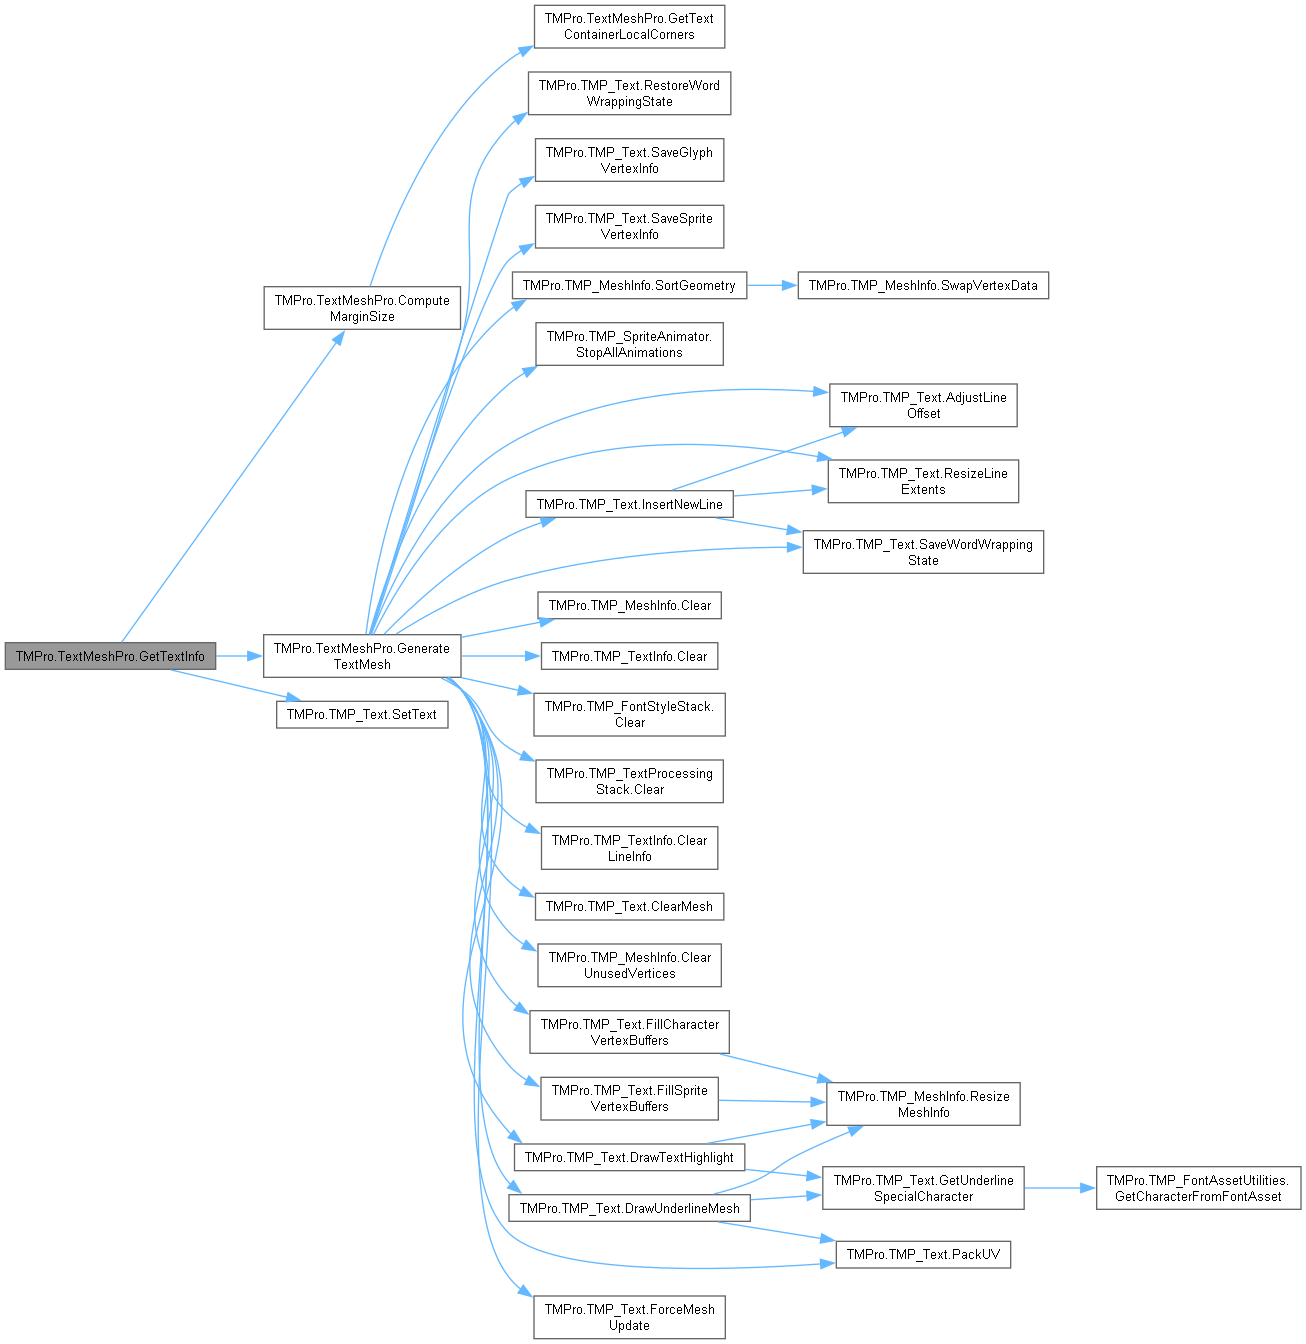 TMPro.TextMeshPro.GetText
ContainerLocalCorners
TMPro.TMP_Text.RestoreWord
WrappingState
TMPro.TMP_Text.SaveGlyph
VertexInfo
TMPro.TMP_Text.SaveSprite
VertexInfo
TMPro.TMP_MeshInfo.SortGeometry
TMPro.TMP_MeshInfo.SwapVertexData
TMPro.TextMeshPro.Compute
MarginSize
TMPro.TMP_SpriteAnimator.
StopAllAnimations
TMPro.TMP_Text.AdjustLine
Offset
TMPro.TMP_Text.ResizeLine
Extents
TMPro.TMP_Text.InsertNewLine
TMPro.TMP_Text.SaveWordWrapping
State
TMPro.TMP_MeshInfo.Clear
TMPro.TextMeshPro.GetTextInfo
TMPro.TextMeshPro.Generate
TextMesh
TMPro.TMP_TextInfo.Clear
TMPro.TMP_Text.SetText
TMPro.TMP_FontStyleStack.
Clear
TMPro.TMP_TextProcessing
Stack.Clear
TMPro.TMP_TextInfo.Clear
LineInfo
TMPro.TMP_Text.ClearMesh
TMPro.TMP_MeshInfo.Clear
UnusedVertices
TMPro.TMP_Text.FillCharacter
VertexBuffers
TMPro.TMP_Text.FillSprite
VertexBuffers
TMPro.TMP_MeshInfo.Resize
MeshInfo
TMPro.TMP_Text.DrawTextHighlight
TMPro.TMP_Text.GetUnderline
SpecialCharacter
TMPro.TMP_FontAssetUtilities.
GetCharacterFromFontAsset
TMPro.TMP_Text.DrawUnderlineMesh
TMPro.TMP_Text.PackUV
TMPro.TMP_Text.ForceMesh
Update